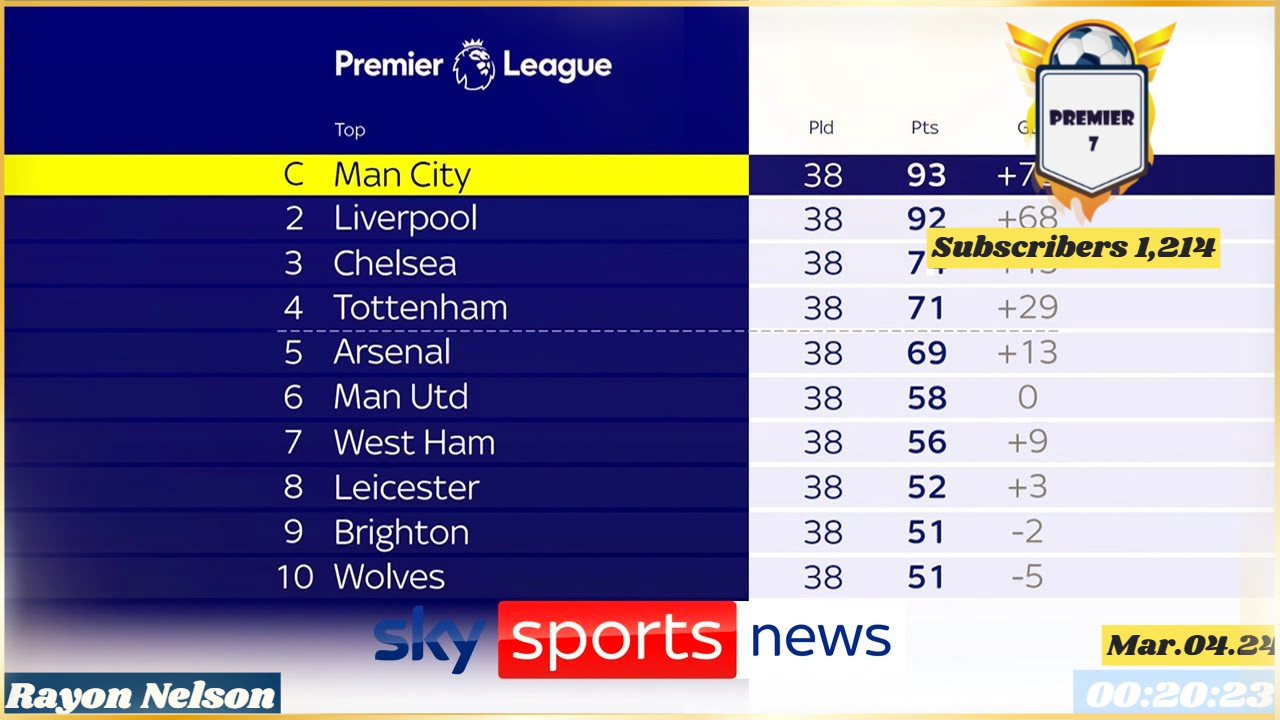 Premier League
PREMIER
7
Top Pld Pts
C Man City 38 93
2 Liverpool 38 92 +68
3 Chelsea 38
4 Tottenham 38 71 +29
5 Arsenal 38 69 +13
6 Man Utd 38 58 0
7 West Ham 38 56 +9
8 Leicester 38 52 +3
9 Brighton 38 51 -2
10 Wolves 38 51 -5
Subscribers 1,214
sky sports news
Mar.04.24
Rayon Nelson
00:20:23